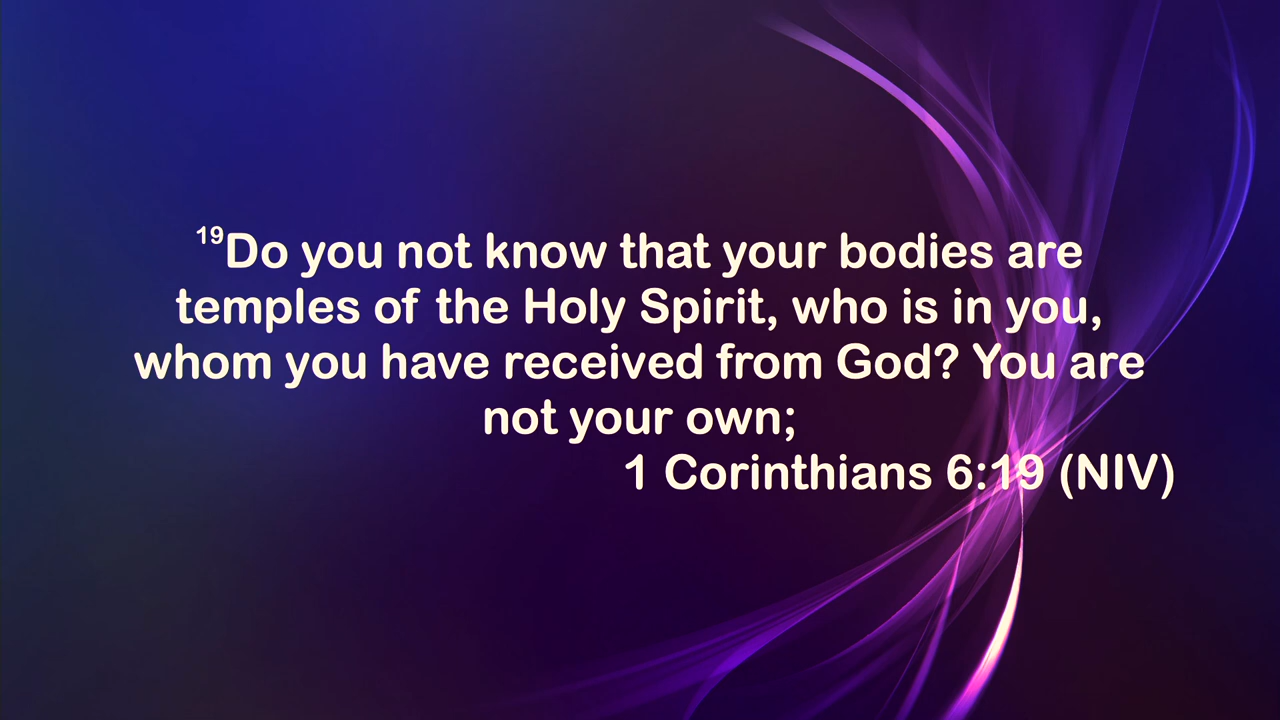 19Do you not know that your bodies are
temples of the Holy Spirit, who is in you,
whom you have received from God? You are
not your own;
1 Corinthians 6:19 (NIV)